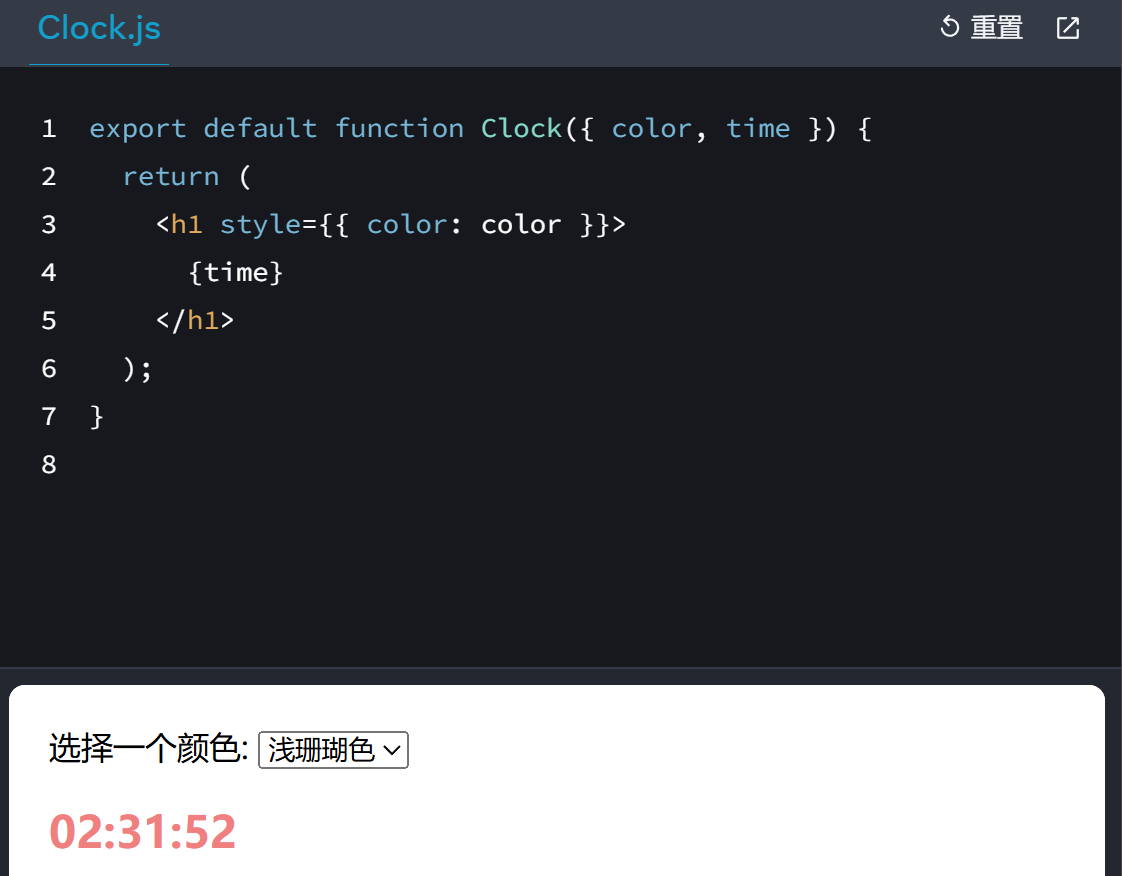 Clock.js 重置
1 export default function Clock({ color, time }) {
2   return (
3     <h1 style={{ color: color }}>
4       {time}
5     </h1>
6   );
7 }
8
选择一个颜色: 浅珊瑚色
02:31:52